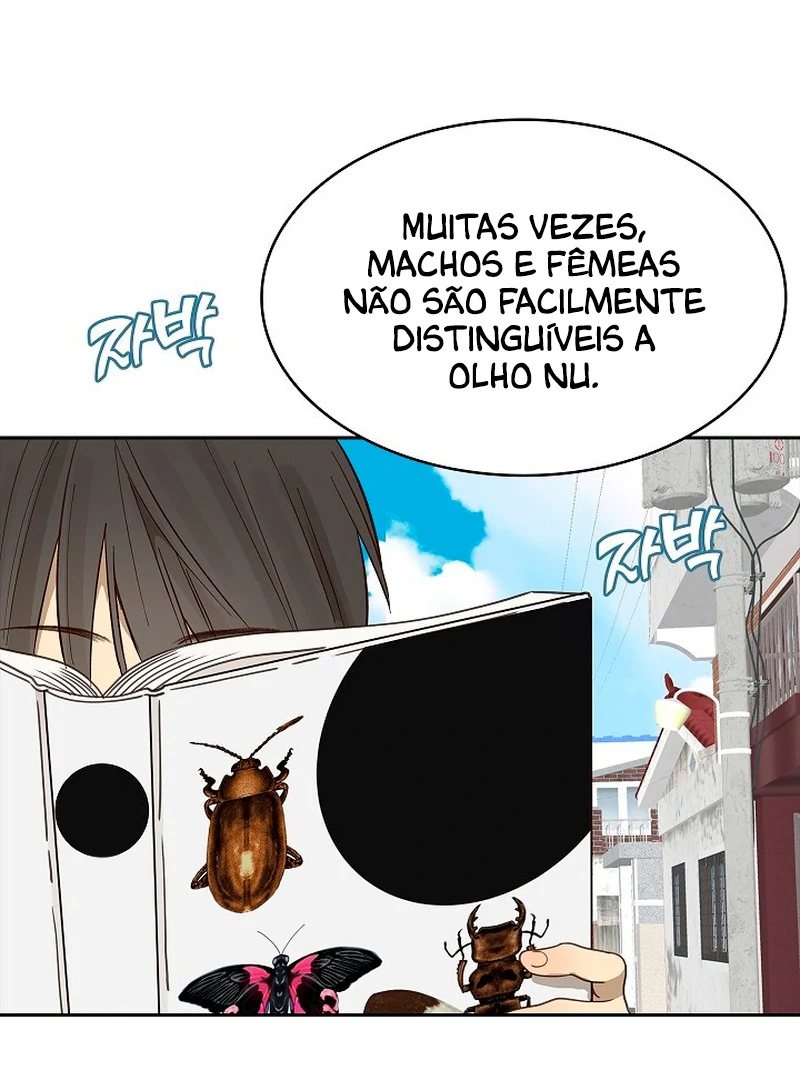 MUITAS VEZES,
MACHOS E FÊMEAS
NÃO SÃO FACILMENTE
DISTINGUÍVEIS A
OLHO NU.
자박
자박